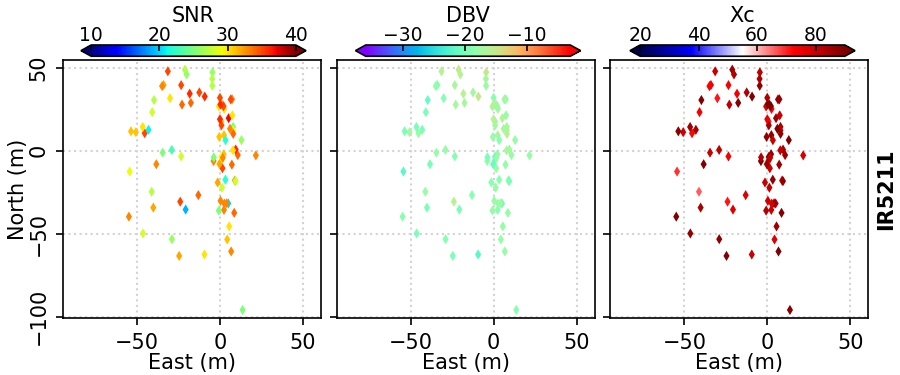 SNR DBV Xc
10 20 30 40 −30 −20 −10 20 40 60 80
50
0
−50
−100
North (m)
−50 0 50 −50 0 50 −50 0 50
East (m) East (m) East (m)
IR5211